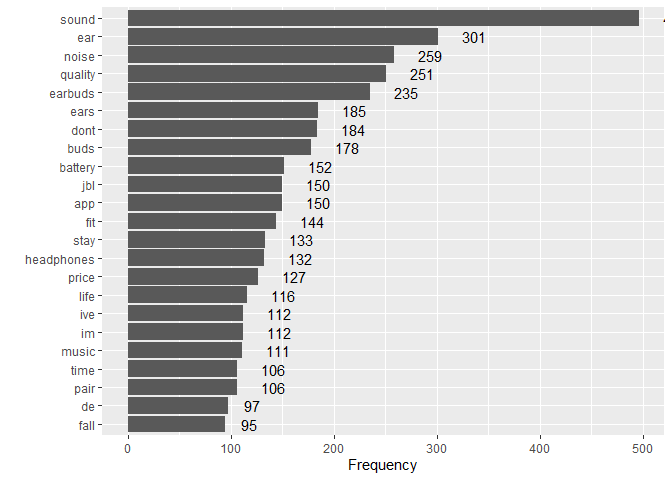 sound
ear 301
noise 259
quality 251
earbuds 235
ears 185
dont 184
buds 178
battery 152
jbl 150
app 150
fit 144
stay 133
headphones 132
price 127
life 116
ive 112
im 112
music 111
time 106
pair 106
de 97
fall 95
0 100 200 300 400 500
Frequency